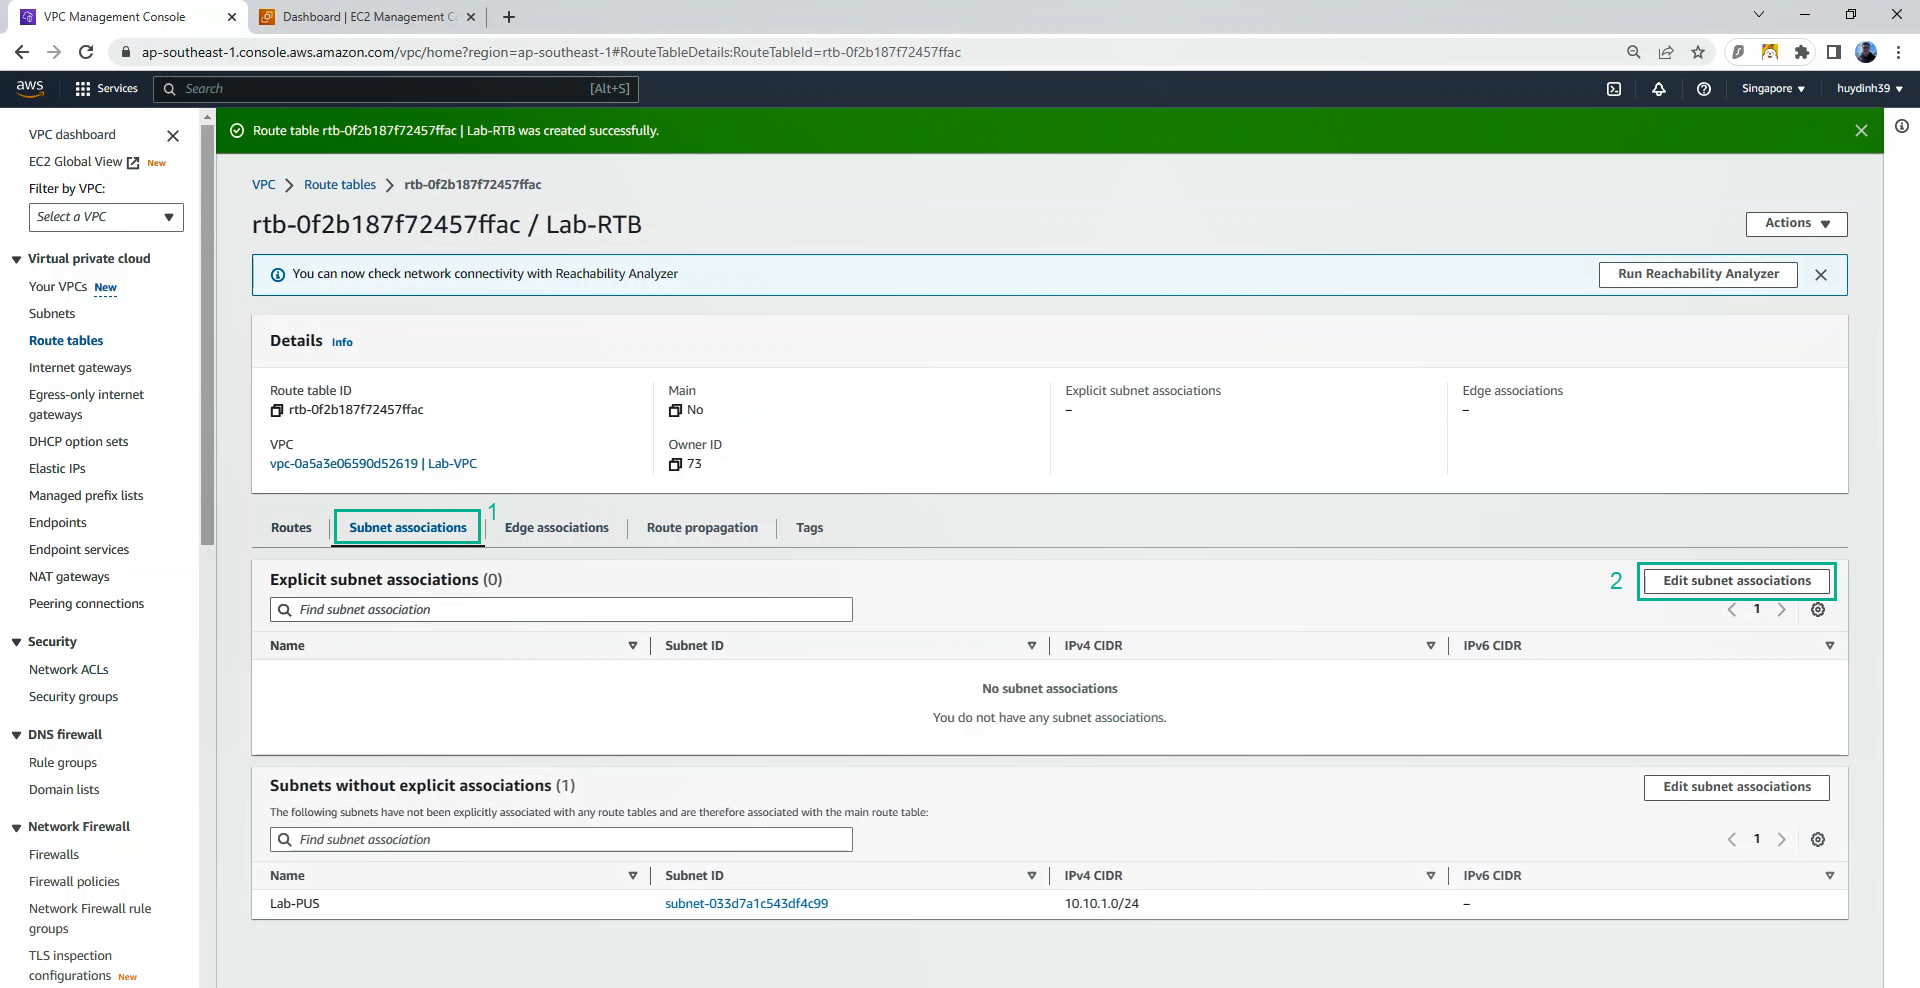 VPC Management Console
Dashboard | EC2 Management Co
ap-southeast-1.console.aws.amazon.com/vpc/home?region=ap-southeast-1#RouteTableDetails:RouteTableId=rtb-0f2b187f72457ffac
aws
Services
Search
[Alt+S]
Singapore
huydinh39
VPC dashboard
EC2 Global View New
Filter by VPC:
Select a VPC
Virtual private cloud
Your VPCs New
Subnets
Route tables
Internet gateways
Egress-only internet
gateways
DHCP option sets
Elastic IPs
Managed prefix lists
Endpoints
Endpoint services
NAT gateways
Peering connections
Security
Network ACLs
Security groups
DNS firewall
Rule groups
Domain lists
Network Firewall
Firewalls
Firewall policies
Network Firewall rule
groups
TLS inspection
configurations New
Route table rtb-0f2b187f72457ffac | Lab-RTB was created successfully.
VPC > Route tables > rtb-0f2b187f72457ffac
rtb-0f2b187f72457ffac / Lab-RTB
Actions
You can now check network connectivity with Reachability Analyzer
Run Reachability Analyzer
Details Info
Route table ID
rtb-0f2b187f72457ffac
Main
No
Explicit subnet associations
–
Edge associations
–
VPC
vpc-0a5a3e06590d52619 | Lab-VPC
Owner ID
73
Routes
Subnet associations
1
Edge associations
Route propagation
Tags
Explicit subnet associations (0)
2
Edit subnet associations
Find subnet association
1
Name
Subnet ID
IPv4 CIDR
IPv6 CIDR
No subnet associations
You do not have any subnet associations.
Subnets without explicit associations (1)
Edit subnet associations
The following subnets have not been explicitly associated with any route tables and are therefore associated with the main route table:
Find subnet association
1
Name
Subnet ID
IPv4 CIDR
IPv6 CIDR
Lab-PUS
subnet-033d7a1c543df4c99
10.10.1.0/24
–